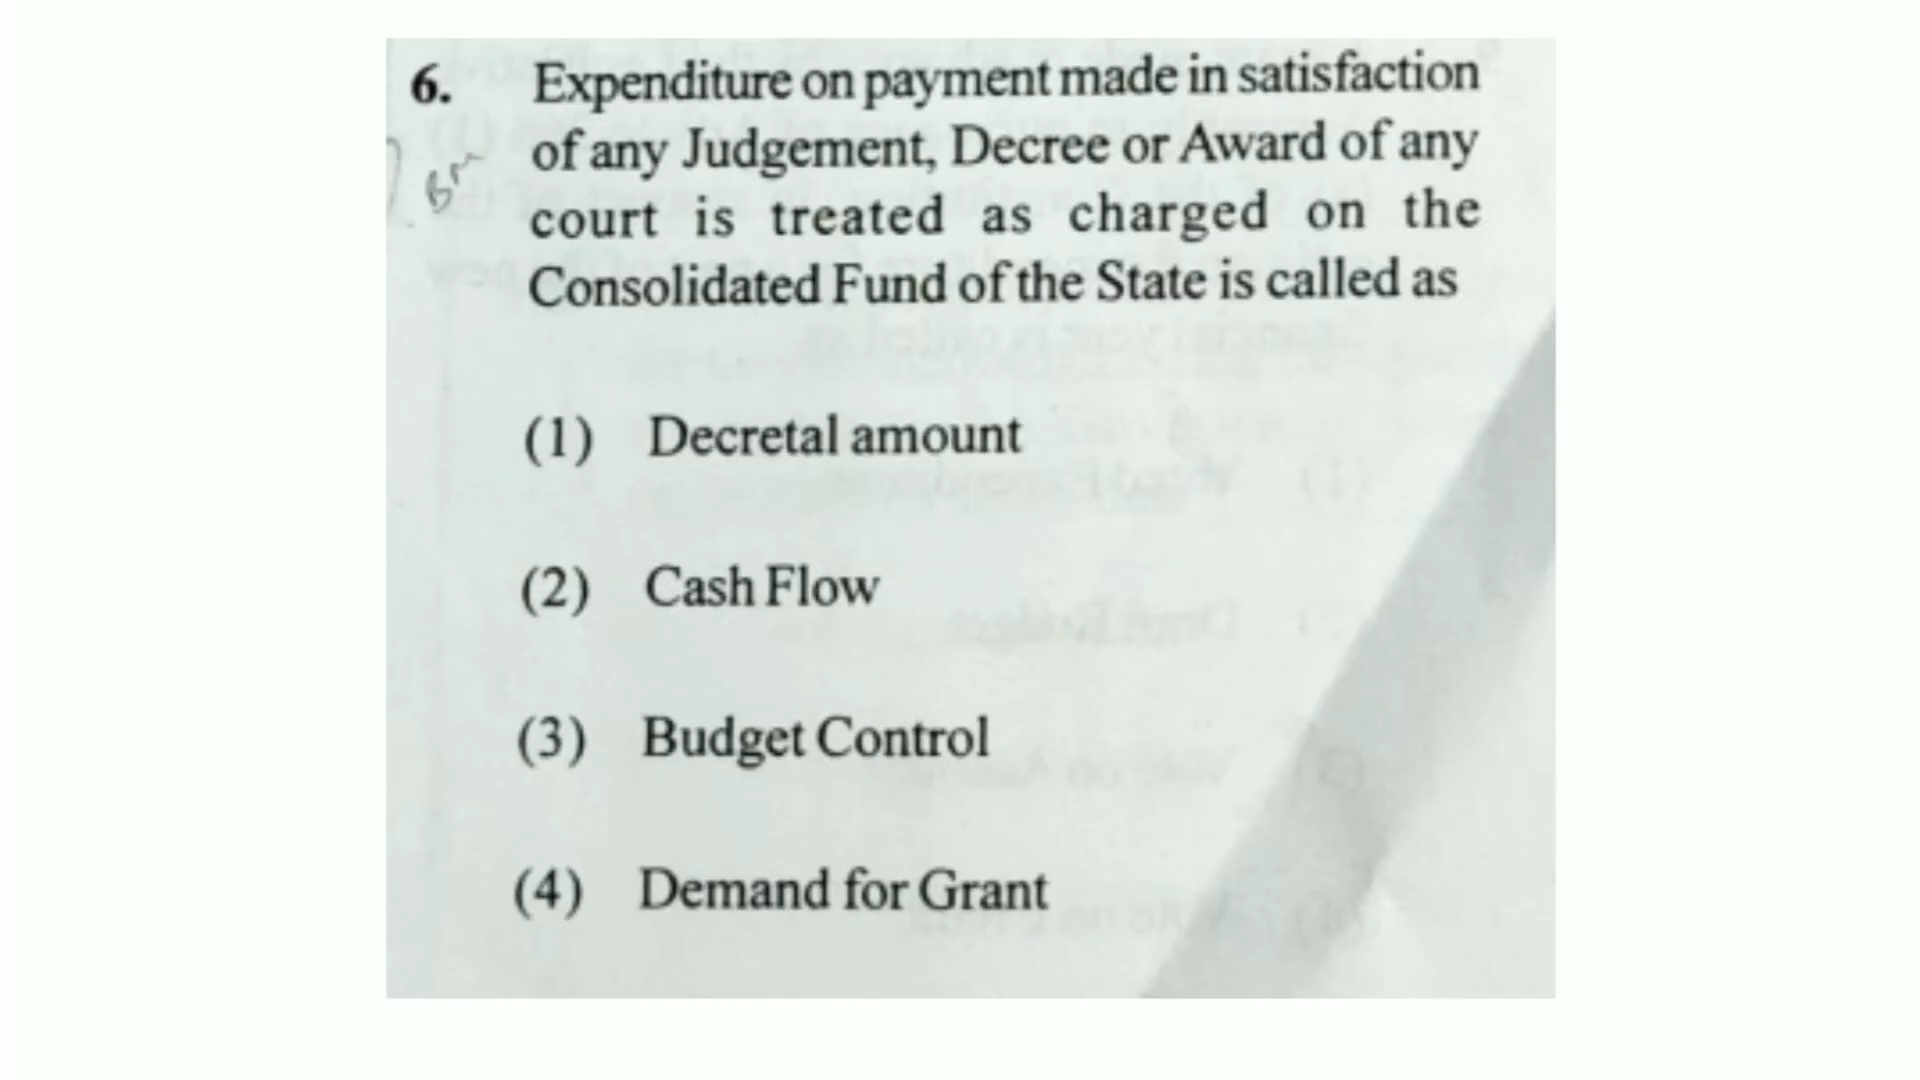 6. Expenditure on payment made in satisfaction
of any Judgement, Decree or Award of any
court is treated as charged on the
Consolidated Fund of the State is called as
(1) Decretal amount
(2) Cash Flow
(3) Budget Control
(4) Demand for Grant